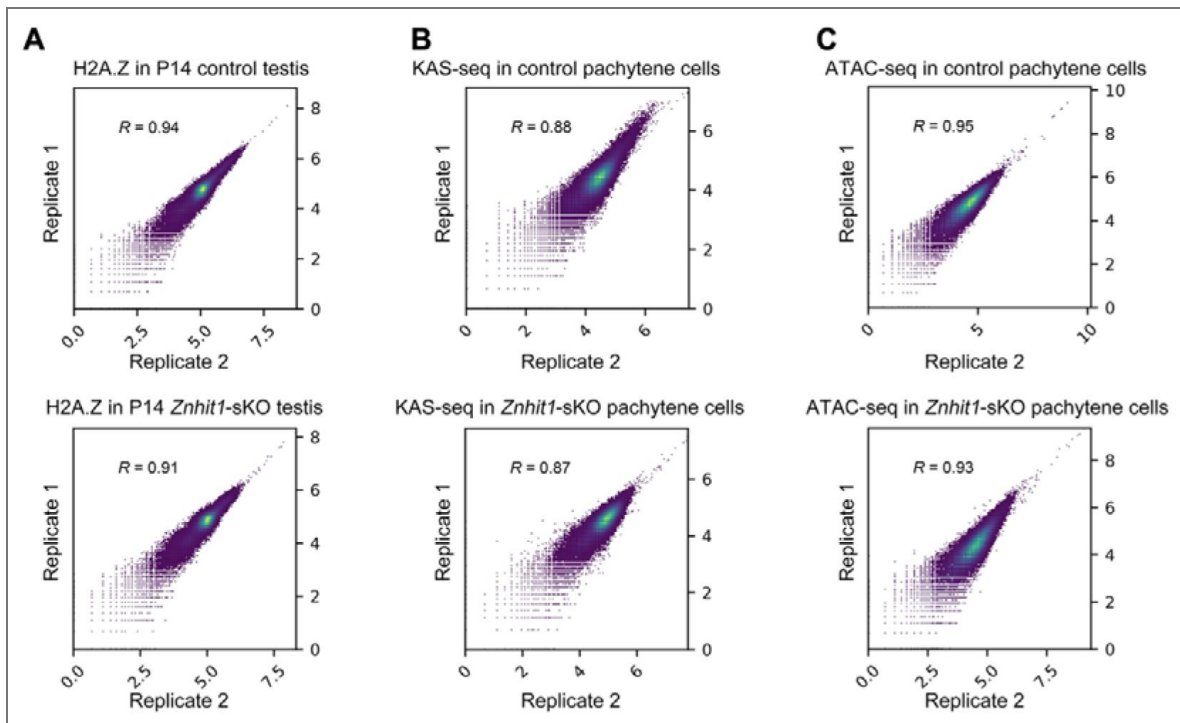 A
H2A.Z in P14 control testis
R = 0.94
Replicate 1
8
6
4
2
0
0.0
2.5
5.0
7.5
Replicate 2
H2A.Z in P14 Znhit1-sKO testis
R = 0.91
Replicate 1
8
6
4
2
0
0.0
2.5
5.0
7.5
Replicate 2
B
KAS-seq in control pachytene cells
R = 0.88
Replicate 1
6
4
2
0
0
2
4
6
Replicate 2
KAS-seq in Znhit1-sKO pachytene cells
R = 0.87
Replicate 1
6
4
2
0
0
2
4
6
Replicate 2
C
ATAC-seq in control pachytene cells
R = 0.95
Replicate 1
10
8
6
4
2
0
0
5
10
Replicate 2
ATAC-seq in Znhit1-sKO pachytene cells
R = 0.93
Replicate 1
8
6
4
2
0
0.0
2.5
5.0
7.5
Replicate 2